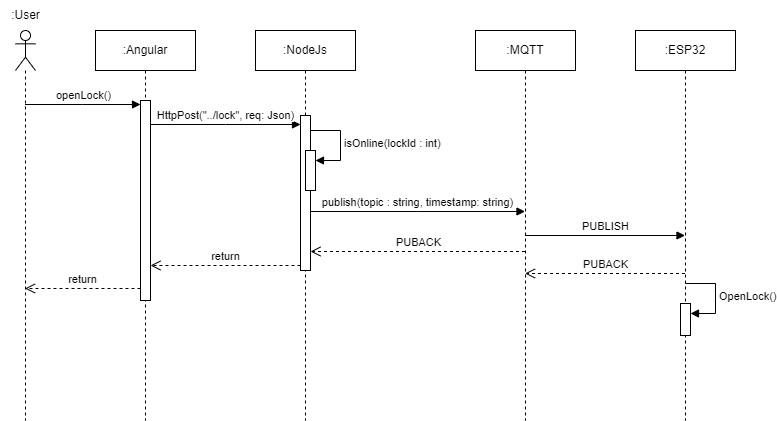 :User
:Angular
:NodeJs
:MQTT
:ESP32
openLock()
HttpPost("../lock", req: Json)
isOnline(lockId : int)
publish(topic : string, timestamp: string)
PUBLISH
PUBACK
return
PUBACK
return
OpenLock()